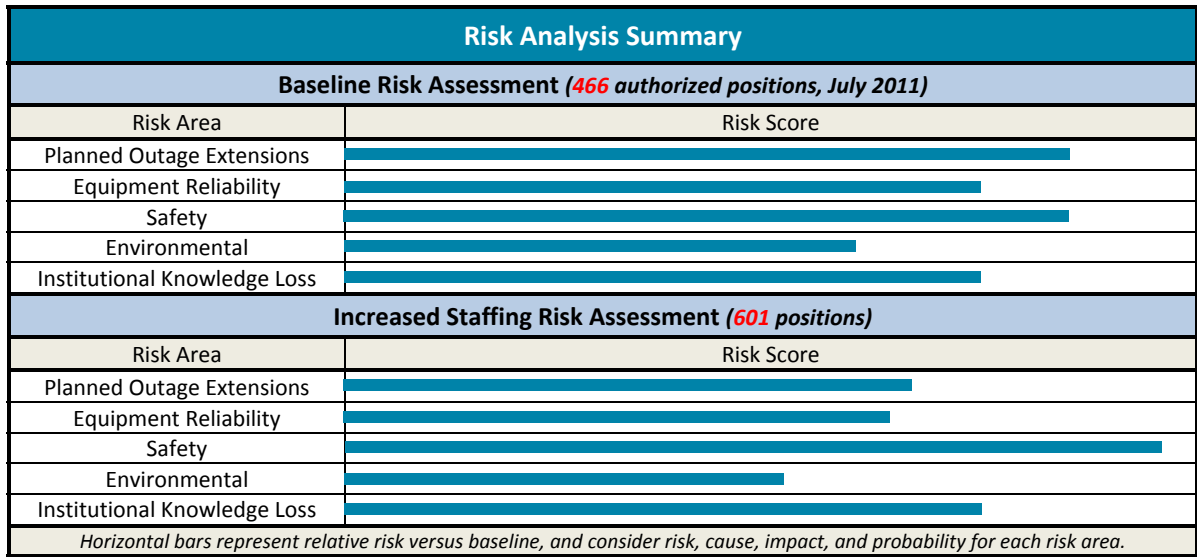 Risk Analysis Summary
Baseline Risk Assessment (466 authorized positions, July 2011)
Risk Area Risk Score
Planned Outage Extensions
Equipment Reliability
Safety
Environmental
Institutional Knowledge Loss
Increased Staffing Risk Assessment (601 positions)
Risk Area Risk Score
Planned Outage Extensions
Equipment Reliability
Safety
Environmental
Institutional Knowledge Loss
Horizontal bars represent relative risk versus baseline, and consider risk, cause, impact, and probability for each risk area.